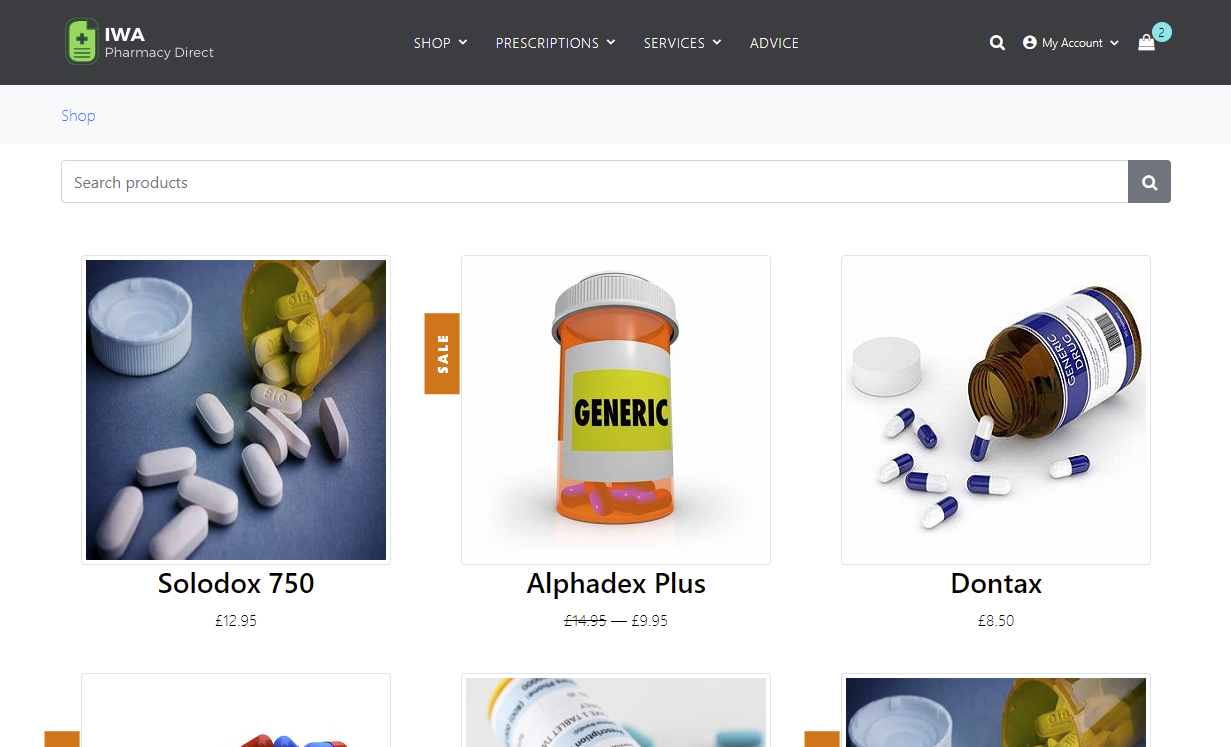 IWA
Pharmacy Direct
SHOP
PRESCRIPTIONS
SERVICES
ADVICE
My Account
2
Shop
Search products
SALE
GENERIC
GENERIC
DRUG
Solodox 750
£12.95
Alphadex Plus
£14.95 — £9.95
Dontax
£8.50
Prescription